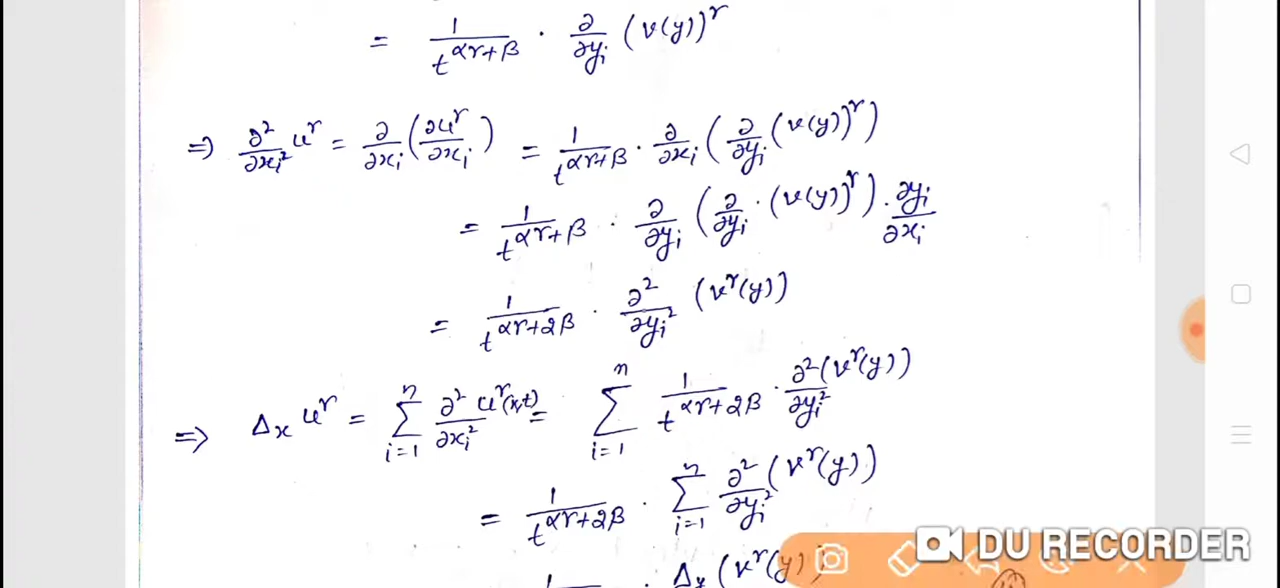 = 1/t^{αr+β} · ∂/∂y_i (v(y))^r
⇒ ∂²/∂x_i² u^r = ∂/∂x_i (∂u^r/∂x_i) = 1/t^{αr+β} · ∂/∂x_i (∂/∂y_i (v(y))^r)
= 1/t^{αr+β} · ∂/∂y_i (∂/∂y_i · (v(y))^r) · ∂y_i/∂x_i
= 1/t^{αr+2β} · ∂²/∂y_i² (v^r(y))
⇒ Δ_x u^r = Σ_{i=1}^{n} ∂²/∂x_i² u^r(x,t) = Σ_{i=1}^{n} 1/t^{αr+2β} · ∂²(v^r(y))/∂y_i²
= 1/t^{αr+2β} · Σ_{i=1}^{n} ∂²/∂y_i² (v^r(y))
· Δ_x (v^r(y))
DU RECORDER